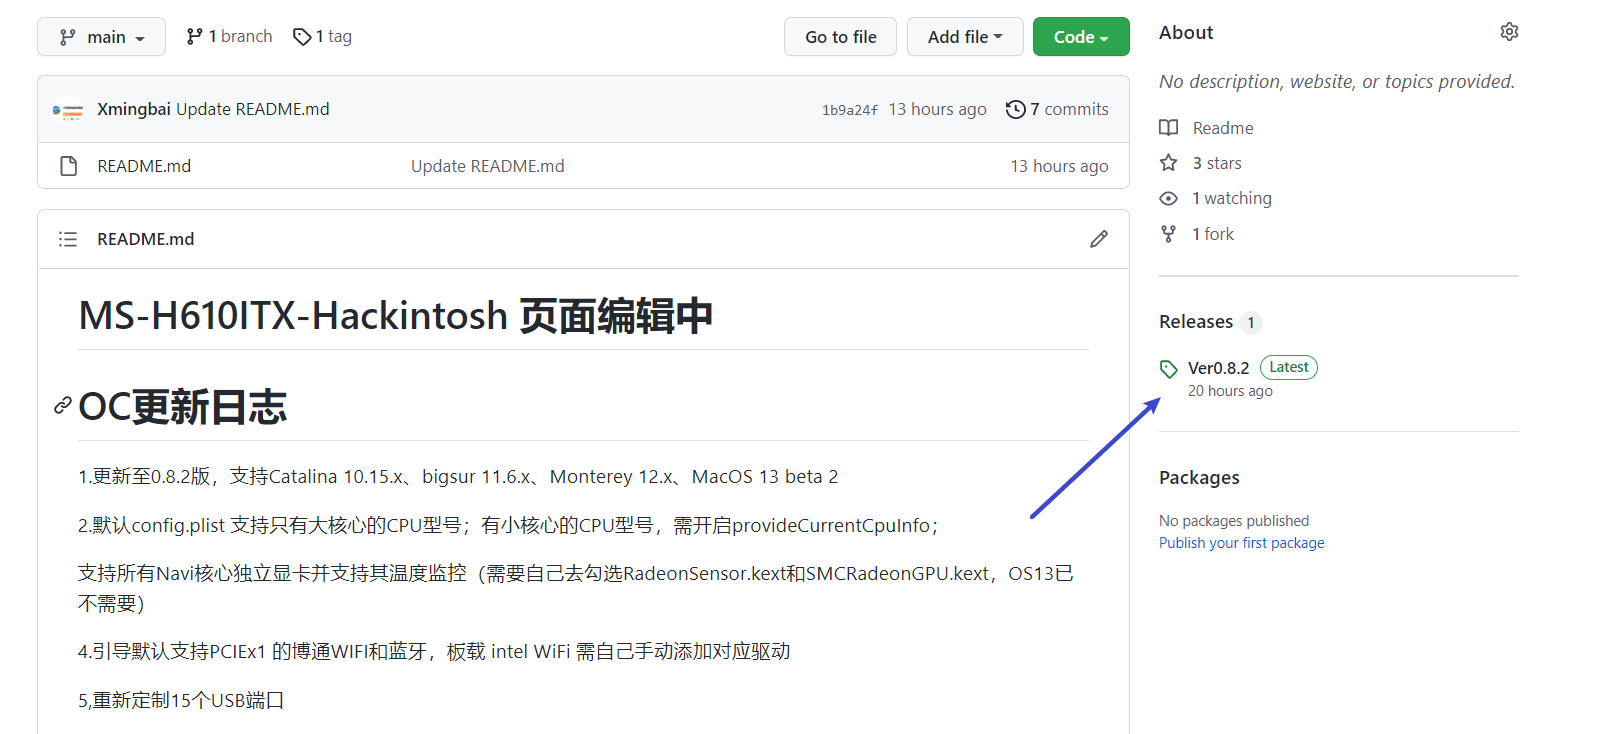 main
1 branch
1 tag
Go to file
Add file
Code
Xmingbai Update README.md
1b9a24f 13 hours ago
7 commits
README.md
Update README.md
13 hours ago
README.md
MS-H610ITX-Hackintosh 页面编辑中
OC更新日志
1.更新至0.8.2版，支持Catalina 10.15.x、bigsur 11.6.x、Monterey 12.x、MacOS 13 beta 2
2.默认config.plist 支持只有大核心的CPU型号；有小核心的CPU型号，需开启provideCurrentCpuInfo；
支持所有Navi核心独立显卡并支持其温度监控（需要自己去勾选RadeonSensor.kext和SMCRadeonGPU.kext，OS13已
不需要）
4.引导默认支持PCIEx1 的博通WIFI和蓝牙，板载 intel WiFi 需自己手动添加对应驱动
5,重新定制15个USB端口
About
No description, website, or topics provided.
Readme
3 stars
1 watching
1 fork
Releases 1
Ver0.8.2 Latest
20 hours ago
Packages
No packages published
Publish your first package